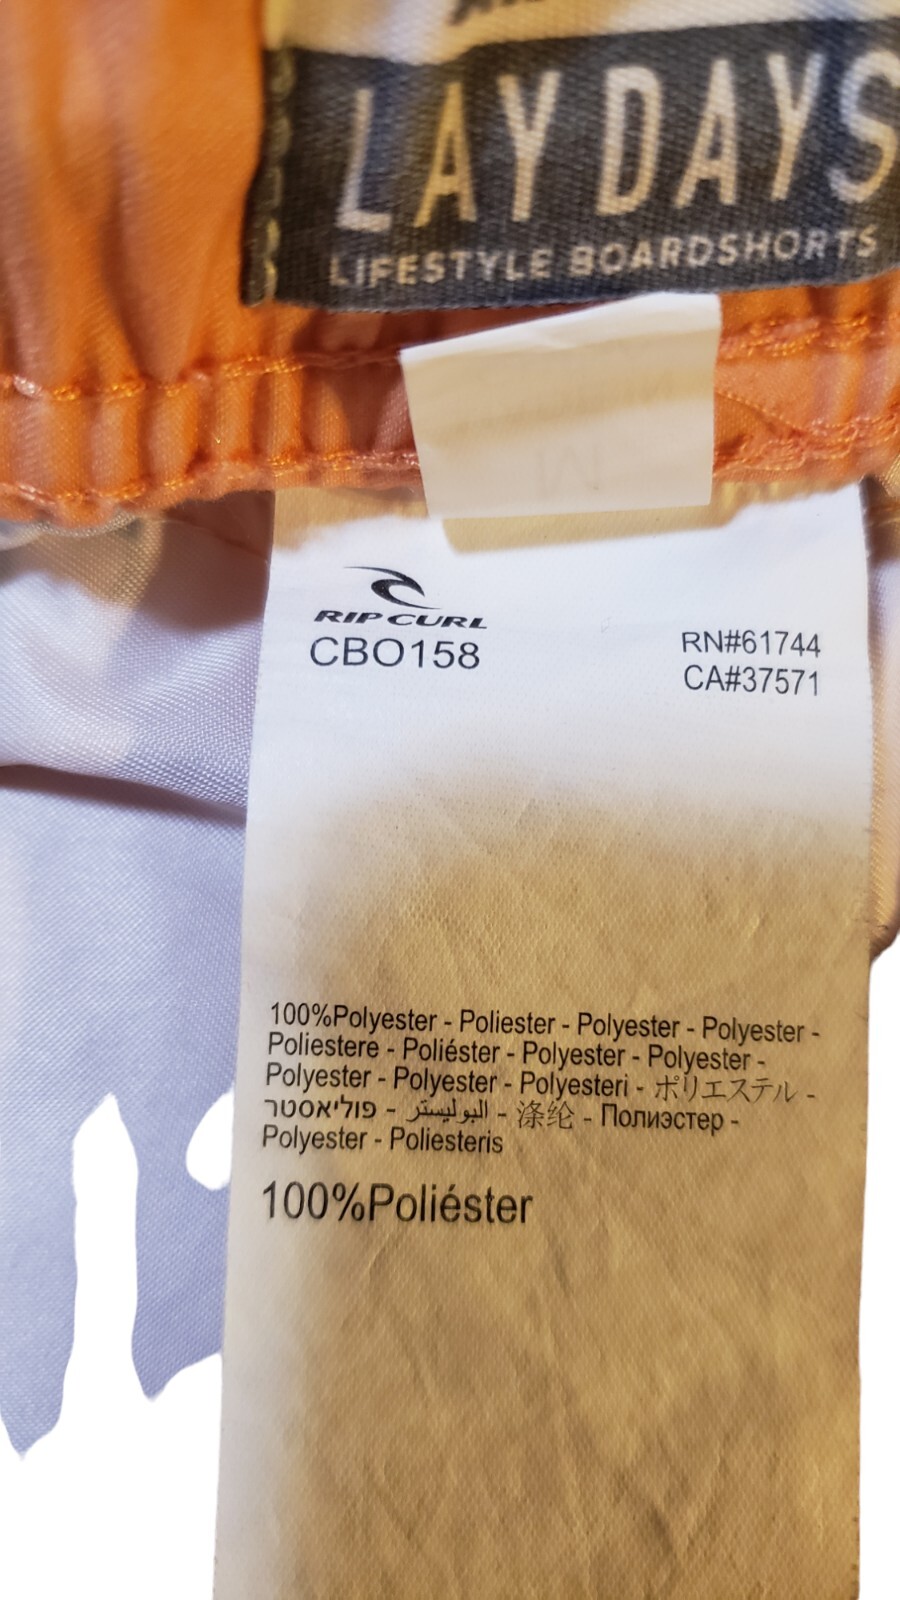 LAY DAYS
LIFESTYLE BOARDSHORTS
M
RIP CURL
CBO158
RN#61744
CA#37571
100%Polyester - Poliester - Polyester - Polyester -
Poliestere - Poliéster - Polyester - Polyester -
Polyester - Polyester - Polyesteri - ポリエステル -
פוליאסטר - البوليستر - 涤纶 - Полиэстер -
Polyester - Poliesteris
100%Poliéster